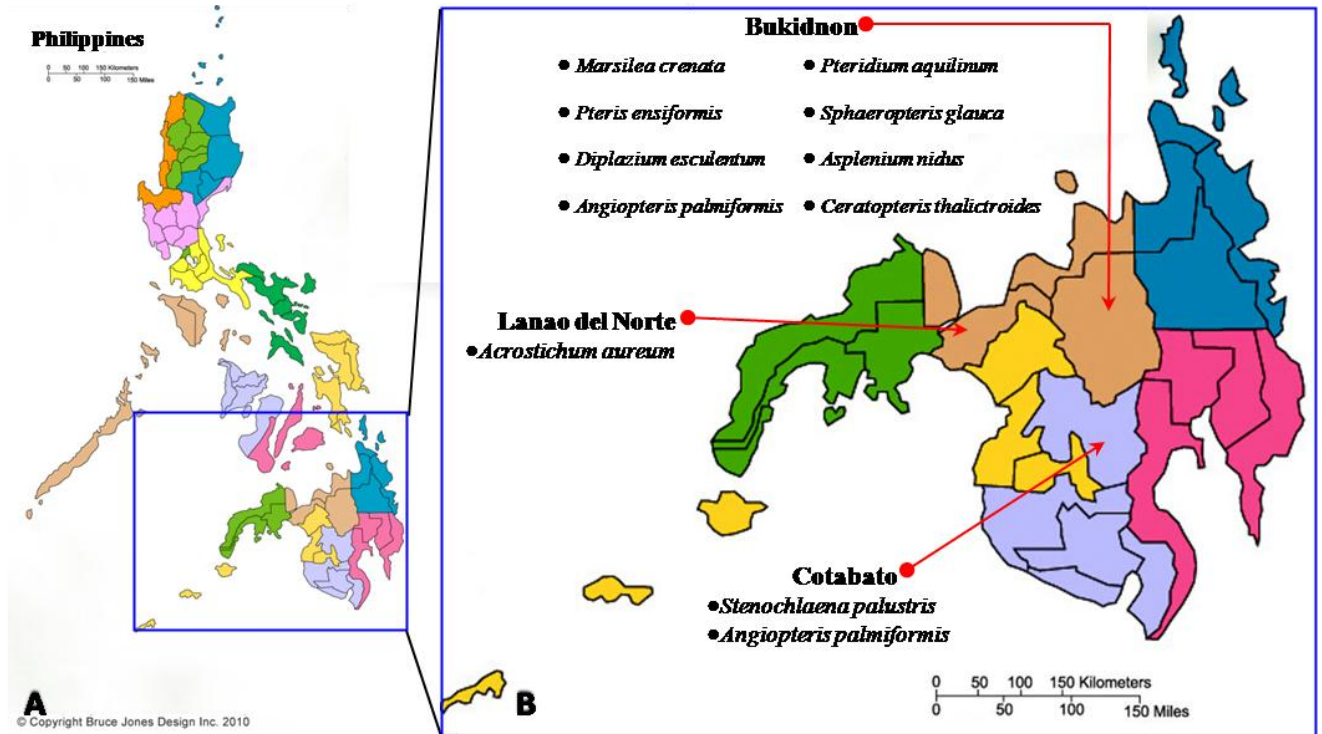 Philippines
0 50 100 150 Kilometers
0 50 100 150 Miles
A
© Copyright Bruce Jones Design Inc. 2010
Bukidnon
● Marsilea crenata
● Pteridium aquilinum
● Pteris ensiformis
● Sphaeropteris glauca
● Diplazium esculentum
● Asplenium nidus
● Angiopteris palmiformis
● Ceratopteris thalictroides
Lanao del Norte
●Acrostichum aureum
Cotabato
●Stenochlaena palustris
●Angiopteris palmiformis
B
0 50 100 150 Kilometers
0 50 100 150 Miles